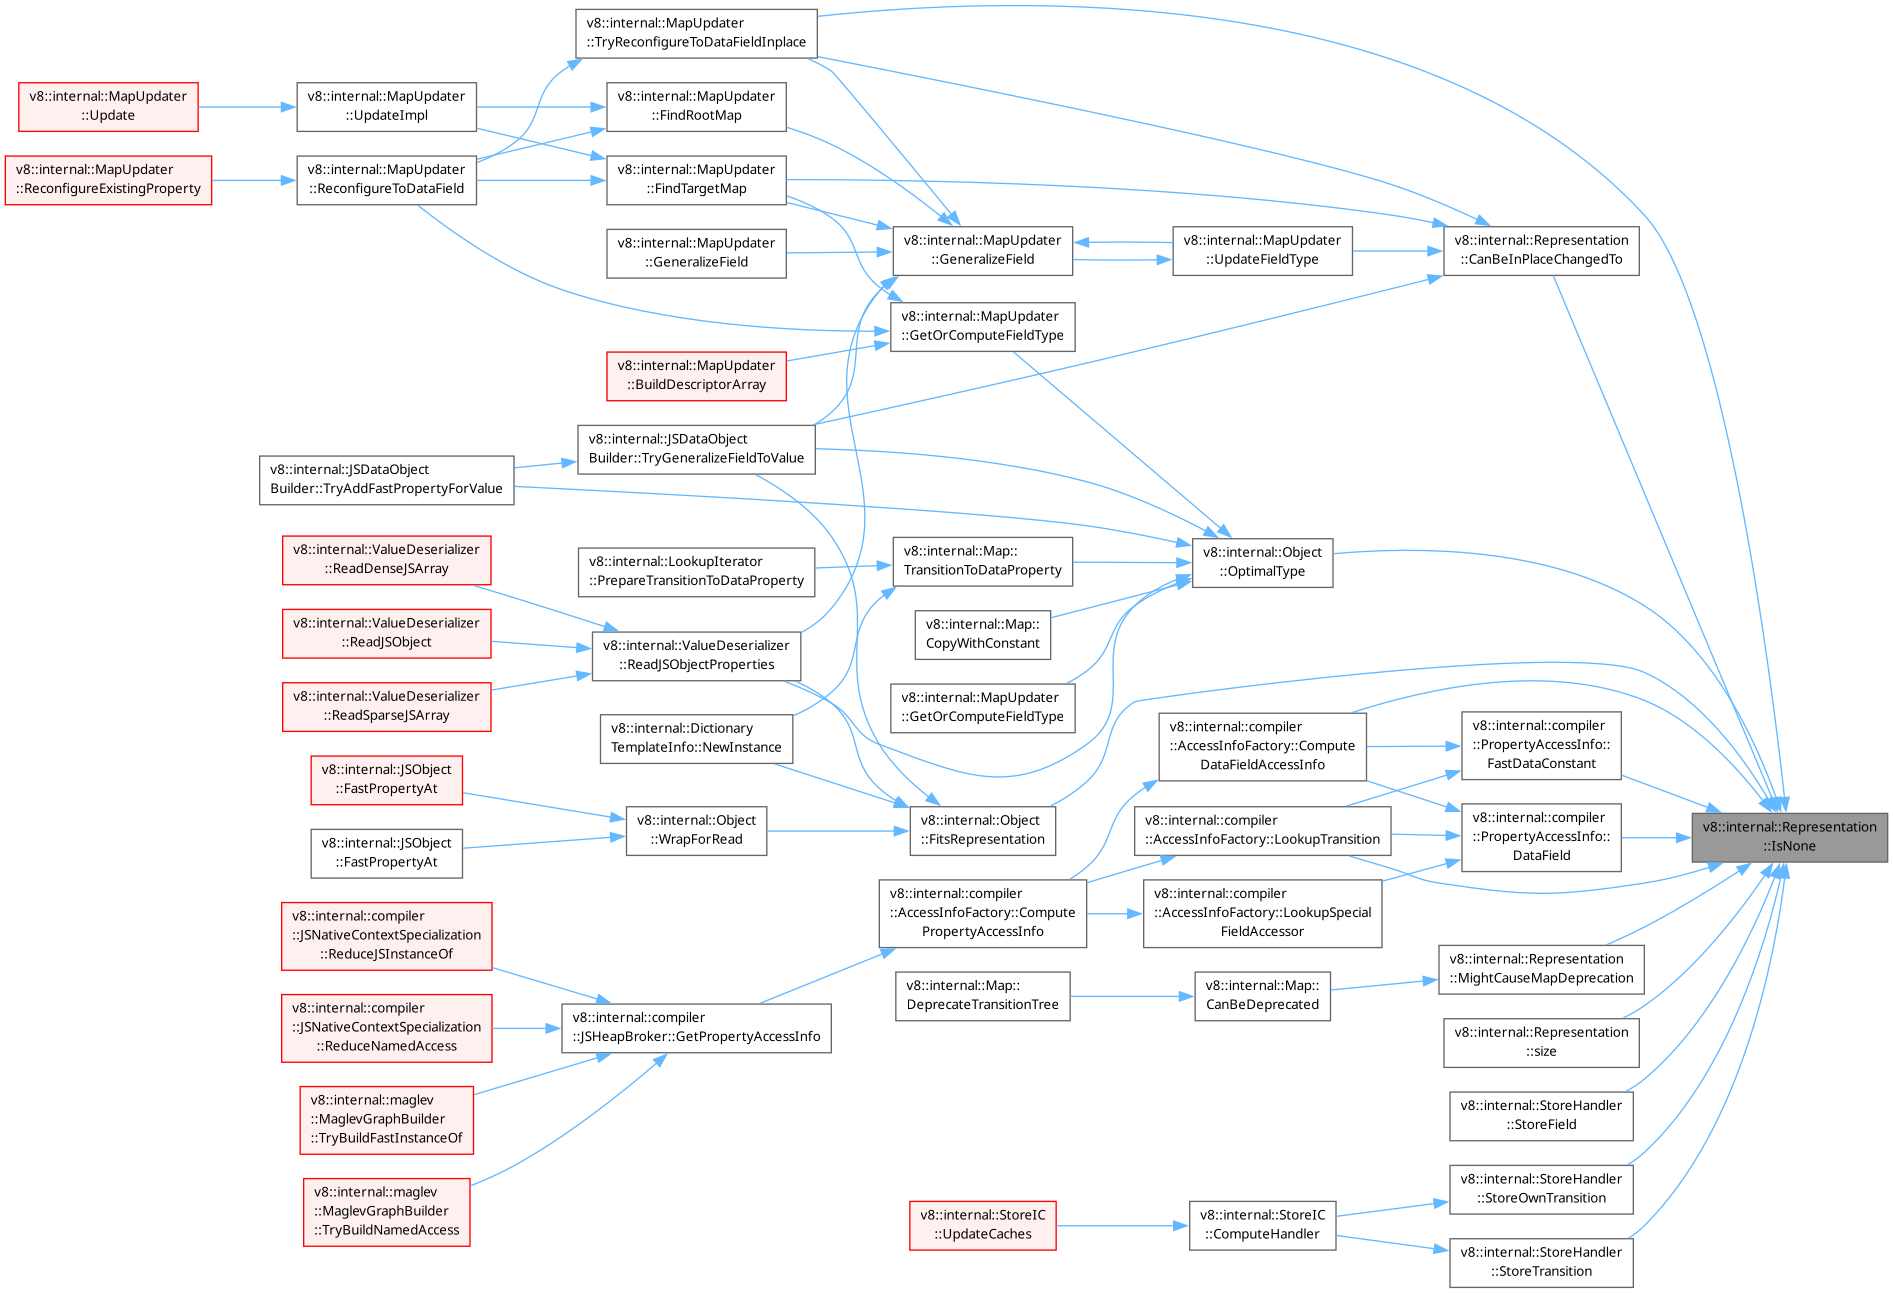 v8::internal::MapUpdater
::TryReconfigureToDataFieldInplace
v8::internal::MapUpdater
::Update
v8::internal::MapUpdater
::UpdateImpl
v8::internal::MapUpdater
::FindRootMap
v8::internal::MapUpdater
::ReconfigureExistingProperty
v8::internal::MapUpdater
::ReconfigureToDataField
v8::internal::MapUpdater
::FindTargetMap
v8::internal::MapUpdater
::GeneralizeField
v8::internal::MapUpdater
::GeneralizeField
v8::internal::MapUpdater
::UpdateFieldType
v8::internal::Representation
::CanBeInPlaceChangedTo
v8::internal::MapUpdater
::GetOrComputeFieldType
v8::internal::MapUpdater
::BuildDescriptorArray
v8::internal::JSDataObject
Builder::TryGeneralizeFieldToValue
v8::internal::JSDataObject
Builder::TryAddFastPropertyForValue
v8::internal::ValueDeserializer
::ReadDenseJSArray
v8::internal::LookupIterator
::PrepareTransitionToDataProperty
v8::internal::Map::
TransitionToDataProperty
v8::internal::Object
::OptimalType
v8::internal::ValueDeserializer
::ReadJSObject
v8::internal::ValueDeserializer
::ReadJSObjectProperties
v8::internal::Map::
CopyWithConstant
v8::internal::ValueDeserializer
::ReadSparseJSArray
v8::internal::MapUpdater
::GetOrComputeFieldType
v8::internal::Dictionary
TemplateInfo::NewInstance
v8::internal::compiler
::AccessInfoFactory::Compute
DataFieldAccessInfo
v8::internal::compiler
::PropertyAccessInfo::
FastDataConstant
v8::internal::JSObject
::FastPropertyAt
v8::internal::Object
::WrapForRead
v8::internal::Object
::FitsRepresentation
v8::internal::compiler
::AccessInfoFactory::LookupTransition
v8::internal::compiler
::PropertyAccessInfo::
DataField
v8::internal::Representation
::IsNone
v8::internal::JSObject
::FastPropertyAt
v8::internal::compiler
::AccessInfoFactory::Compute
PropertyAccessInfo
v8::internal::compiler
::AccessInfoFactory::LookupSpecial
FieldAccessor
v8::internal::compiler
::JSNativeContextSpecialization
::ReduceJSInstanceOf
v8::internal::Map::
DeprecateTransitionTree
v8::internal::Map::
CanBeDeprecated
v8::internal::Representation
::MightCauseMapDeprecation
v8::internal::compiler
::JSNativeContextSpecialization
::ReduceNamedAccess
v8::internal::compiler
::JSHeapBroker::GetPropertyAccessInfo
v8::internal::Representation
::size
v8::internal::maglev
::MaglevGraphBuilder
::TryBuildFastInstanceOf
v8::internal::StoreHandler
::StoreField
v8::internal::maglev
::MaglevGraphBuilder
::TryBuildNamedAccess
v8::internal::StoreHandler
::StoreOwnTransition
v8::internal::StoreIC
::UpdateCaches
v8::internal::StoreIC
::ComputeHandler
v8::internal::StoreHandler
::StoreTransition